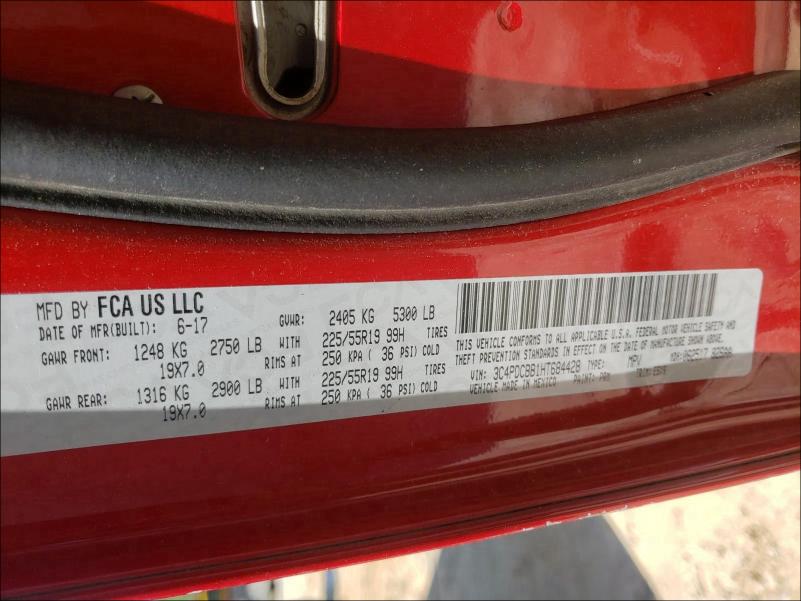 MFD BY FCA US LLC
DATE OF MFR(BUILT): 6-17 GVWR: 2405 KG 5300 LB
GAWR FRONT: 1248 KG 2750 LB WITH 225/55R19 99H TIRES
19X7.0 RIMS AT 250 KPA ( 36 PSI) COLD
GAWR REAR: 1316 KG 2900 LB WITH 225/55R19 99H TIRES
19X7.0 RIMS AT 250 KPA ( 36 PSI) COLD
THIS VEHICLE CONFORMS TO ALL APPLICABLE U.S.A. FEDERAL MOTOR VEHICLE SAFETY AND
THEFT PREVENTION STANDARDS IN EFFECT ON THE DATE OF MANUFACTURE SHOWN ABOVE.
VIN: 3C4PDCBB1HT684428 TYPE: MPV MDH: 062517
VEHICLE MADE IN MEXICO PAINT: PRM TRIM: